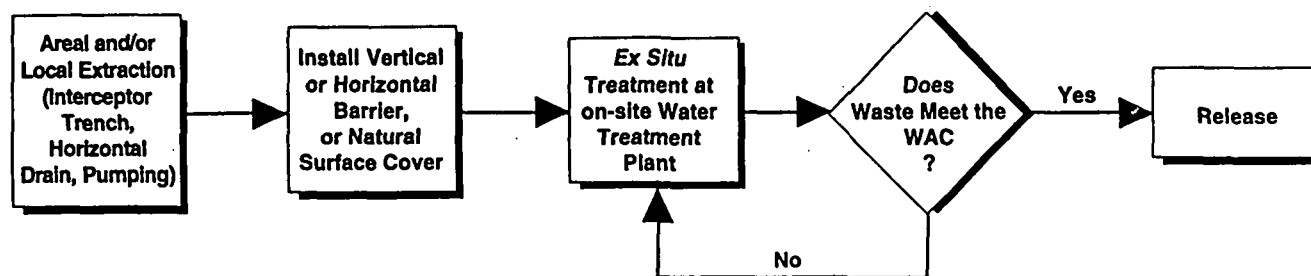 Areal and/or
Local Extraction
(Interceptor
Trench,
Horizontal
Drain, Pumping)
Install Vertical
or Horizontal
Barrier,
or Natural
Surface Cover
Ex Situ
Treatment at
on-site Water
Treatment
Plant
Does
Waste Meet the
WAC
?
Yes
Release
No